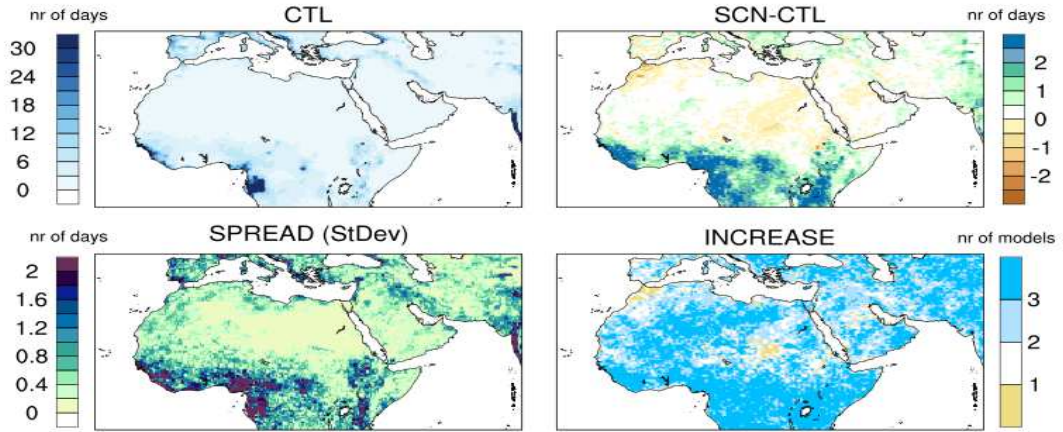 CTL
nr of days
30
24
18
12
6
0
SCN-CTL
nr of days
2
1
0
-1
-2
SPREAD (StDev)
nr of days
2
1.6
1.2
0.8
0.4
0
INCREASE
nr of models
3
2
1